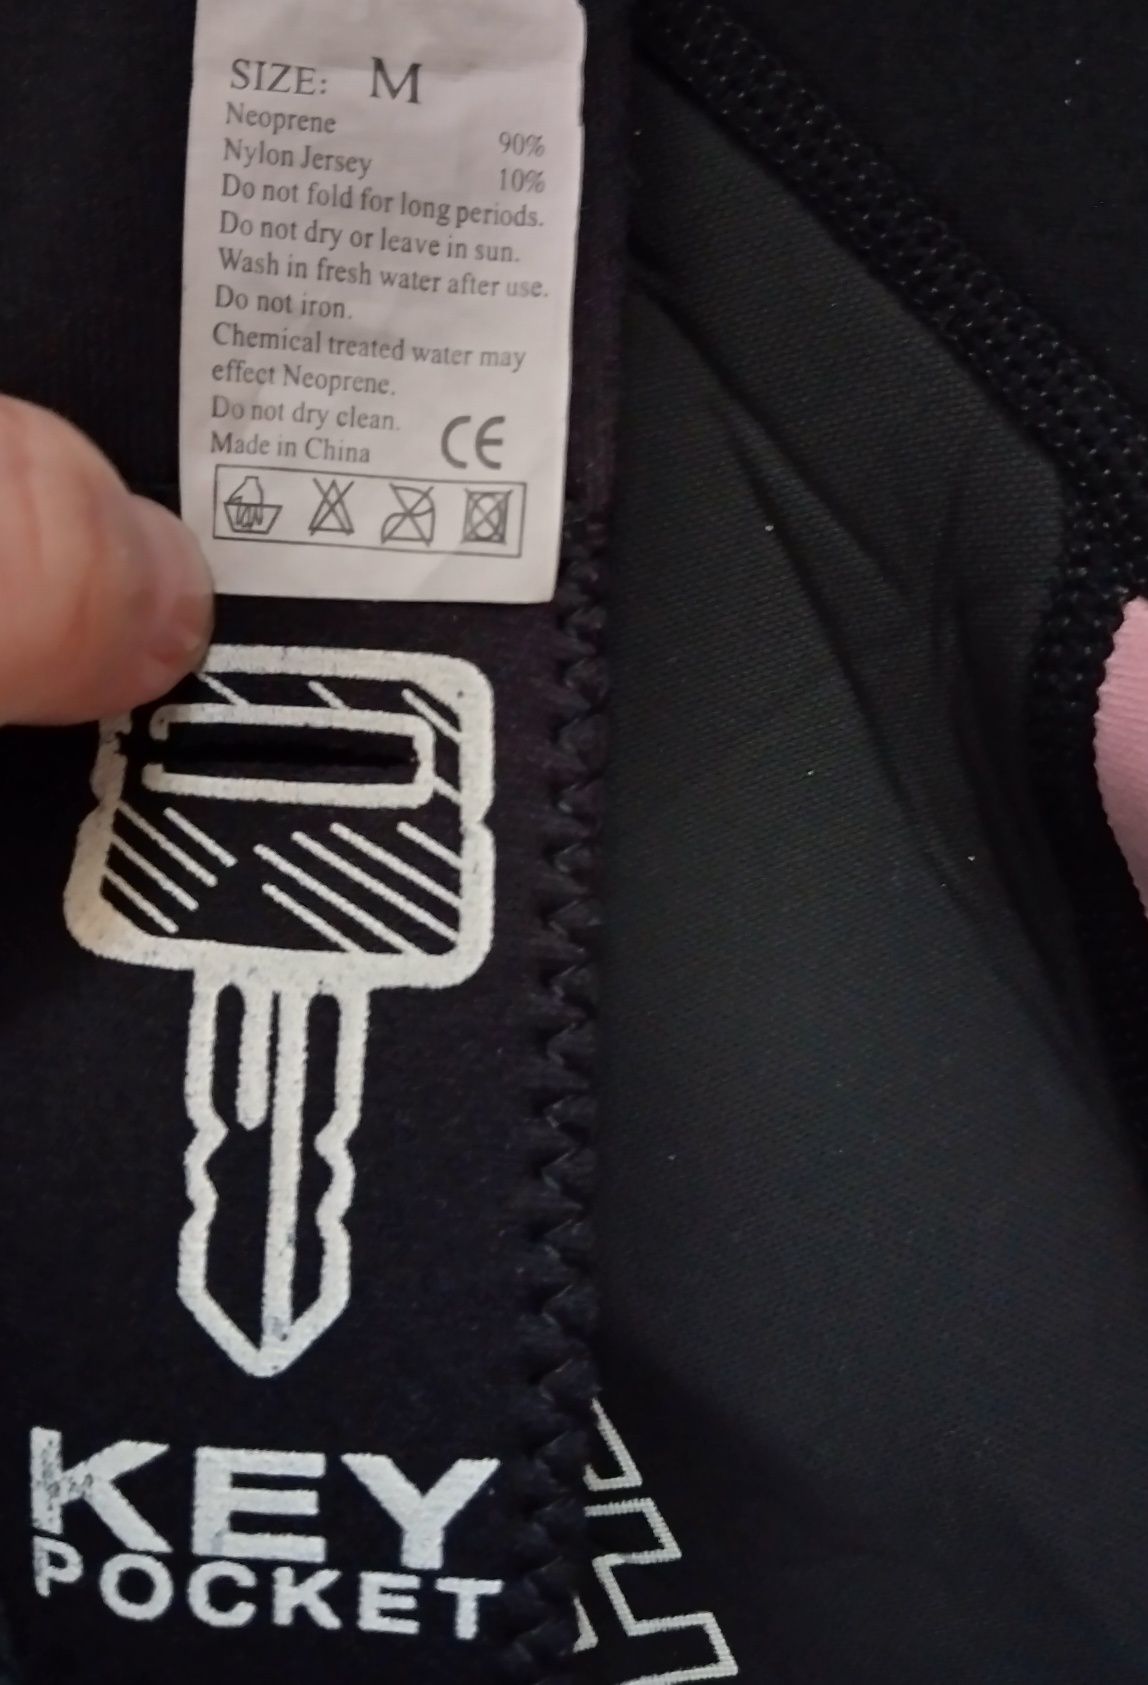 SIZE: M
Neoprene 90%
Nylon Jersey 10%
Do not fold for long periods.
Do not dry or leave in sun.
Wash in fresh water after use.
Do not iron.
Chemical treated water may
effect Neoprene.
Do not dry clean.
Made in China CE
KEY
POCKET